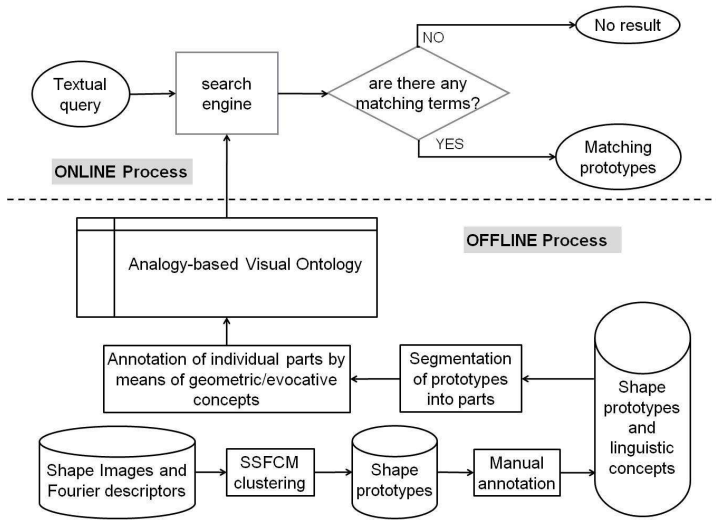 NO
No result
Textual
query
search
engine
are there any
matching terms?
YES
Matching
prototypes
ONLINE Process
OFFLINE Process
Analogy-based Visual Ontology
Annotation of individual parts by
means of geometric/evocative
concepts
Segmentation
of prototypes
into parts
Shape
prototypes
and
linguistic
concepts
Shape Images and
Fourier descriptors
SSFCM
clustering
Shape
prototypes
Manual
annotation